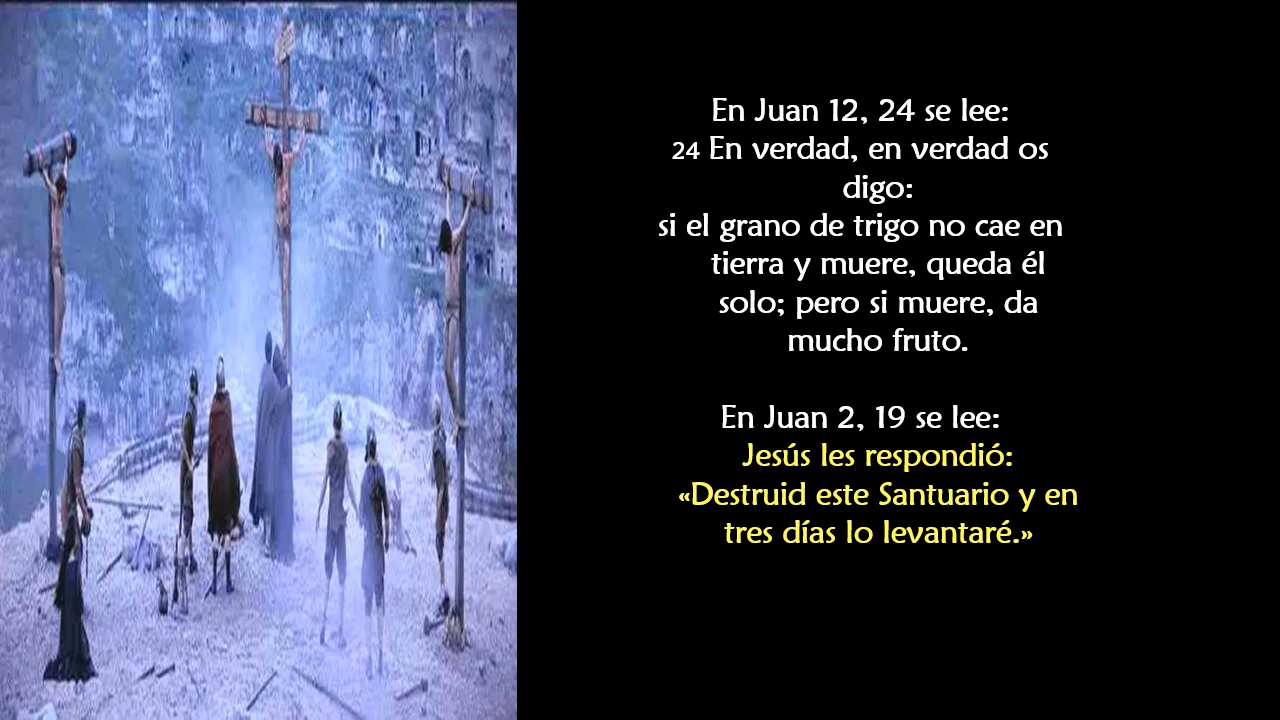 En Juan 12, 24 se lee:
24 En verdad, en verdad os
digo:
si el grano de trigo no cae en
tierra y muere, queda él
solo; pero si muere, da
mucho fruto.
En Juan 2, 19 se lee:
Jesús les respondió:
«Destruid este Santuario y en
tres días lo levantaré.»